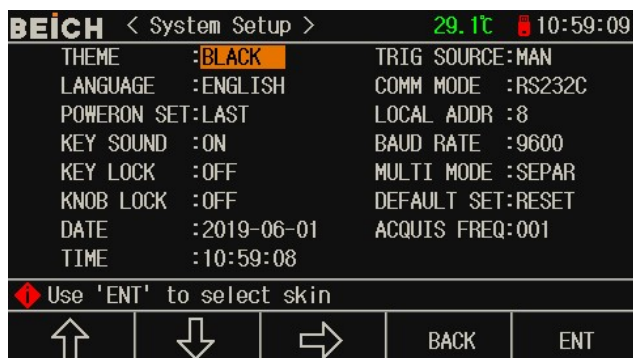 BEICH < System Setup > 29.1℃ 10:59:09
THEME :BLACK TRIG SOURCE:MAN
LANGUAGE :ENGLISH COMM MODE :RS232C
POWERON SET:LAST LOCAL ADDR :8
KEY SOUND :ON BAUD RATE :9600
KEY LOCK :OFF MULTI MODE :SEPAR
KNOB LOCK :OFF DEFAULT SET:RESET
DATE :2019-06-01 ACQUIS FREQ:001
TIME :10:59:08
Use 'ENT' to select skin
BACK ENT